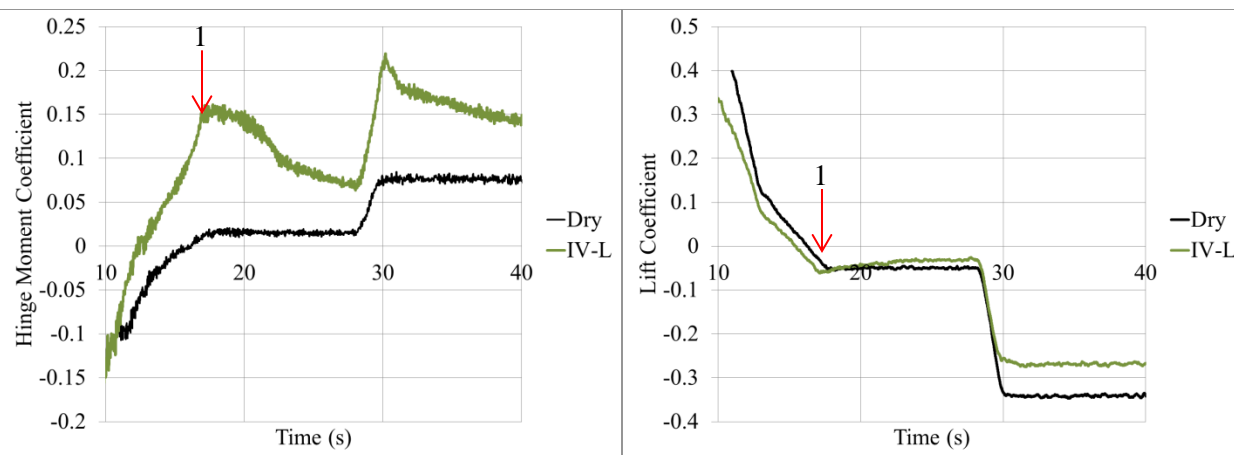 0.25
0.2
0.15
0.1
0.05
0
-0.05
-0.1
-0.15
-0.2
Hinge Moment Coefficient
10 20 30 40
Time (s)
1
Dry
IV-L
0.5
0.4
0.3
0.2
0.1
0
-0.1
-0.2
-0.3
-0.4
Lift Coefficient
10 20 30 40
Time (s)
1
Dry
IV-L